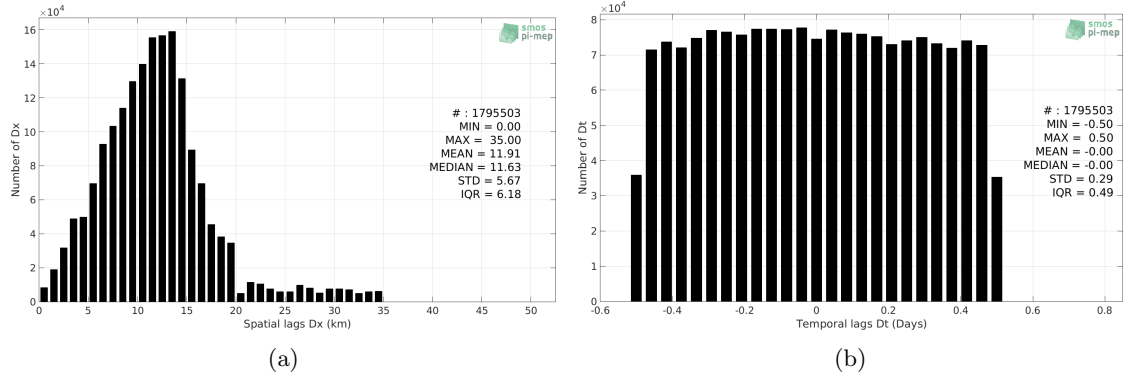 ×10⁴
smos
pi-mep
16
14
12
10
8
6
4
2
0
Number of Dx
# : 1795503
MIN = 0.00
MAX =  35.00
MEAN = 11.91
MEDIAN = 11.63
STD = 5.67
IQR = 6.18
0 5 10 15 20 25 30 35 40 45 50
Spatial lags Dx (km)
(a)
×10⁴
smos
pi-mep
8
7
6
5
4
3
2
1
0
Number of Dt
# : 1795503
MIN = -0.50
MAX =  0.50
MEAN = -0.00
MEDIAN = -0.00
STD = 0.29
IQR = 0.49
-0.6 -0.4 -0.2 0 0.2 0.4 0.6 0.8
Temporal lags Dt (Days)
(b)